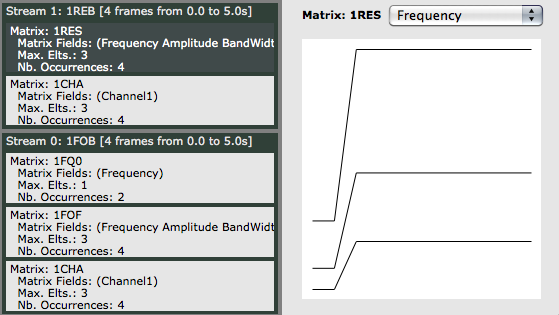 Stream 1: 1REB [4 frames from 0.0 to 5.0s]
Matrix: 1RES
Matrix Fields: (Frequency Amplitude BandWidt
Max. Elts.: 3
Nb. Occurrences: 4
Matrix: 1CHA
Matrix Fields: (Channel1)
Max. Elts.: 3
Nb. Occurrences: 4
Stream 0: 1FOB [4 frames from 0.0 to 5.0s]
Matrix: 1FQ0
Matrix Fields: (Frequency)
Max. Elts.: 1
Nb. Occurrences: 2
Matrix: 1FOF
Matrix Fields: (Frequency Amplitude BandWidt
Max. Elts.: 3
Nb. Occurrences: 4
Matrix: 1CHA
Matrix Fields: (Channel1)
Max. Elts.: 3
Nb. Occurrences: 4
Matrix: 1RES Frequency